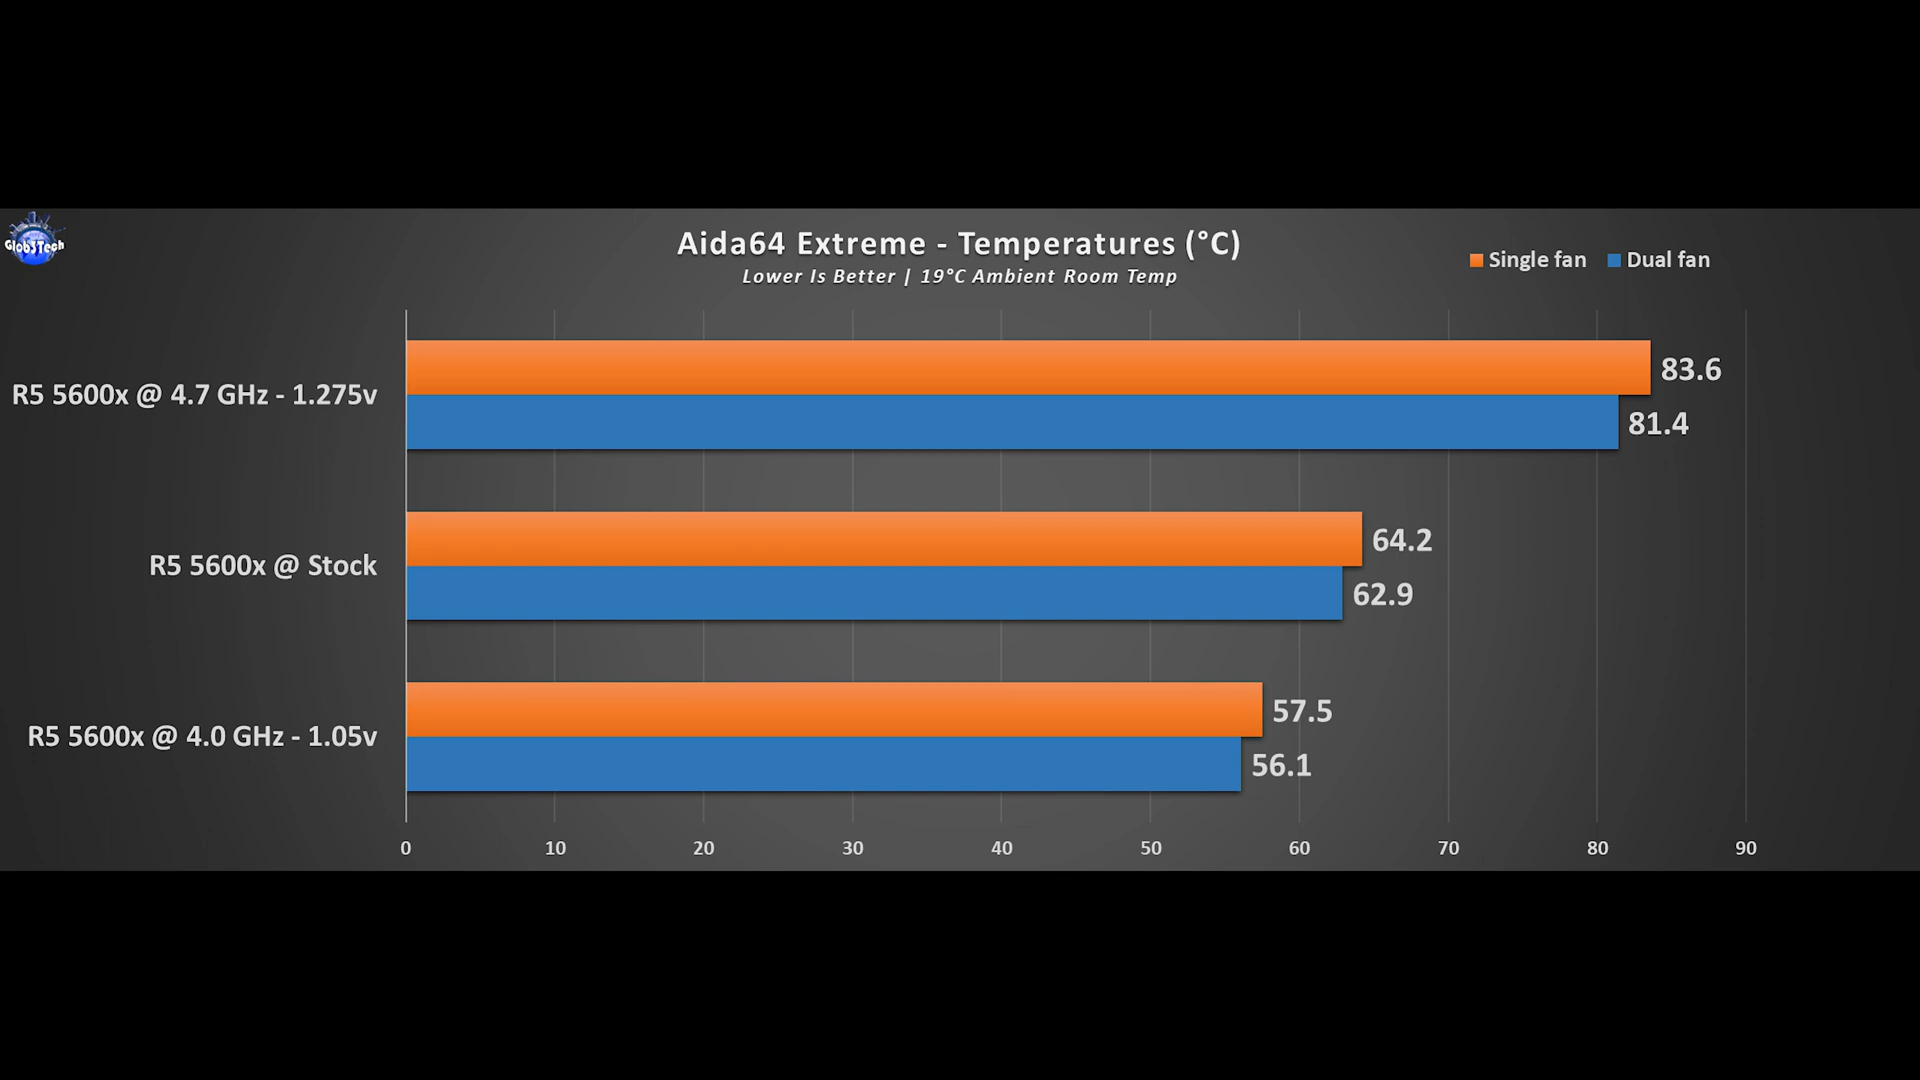 Glob3Tech
Aida64 Extreme - Temperatures (°C)
Lower Is Better | 19°C Ambient Room Temp
Single fan Dual fan
R5 5600x @ 4.7 GHz - 1.275v
83.6
81.4
R5 5600x @ Stock
64.2
62.9
R5 5600x @ 4.0 GHz - 1.05v
57.5
56.1
0 10 20 30 40 50 60 70 80 90